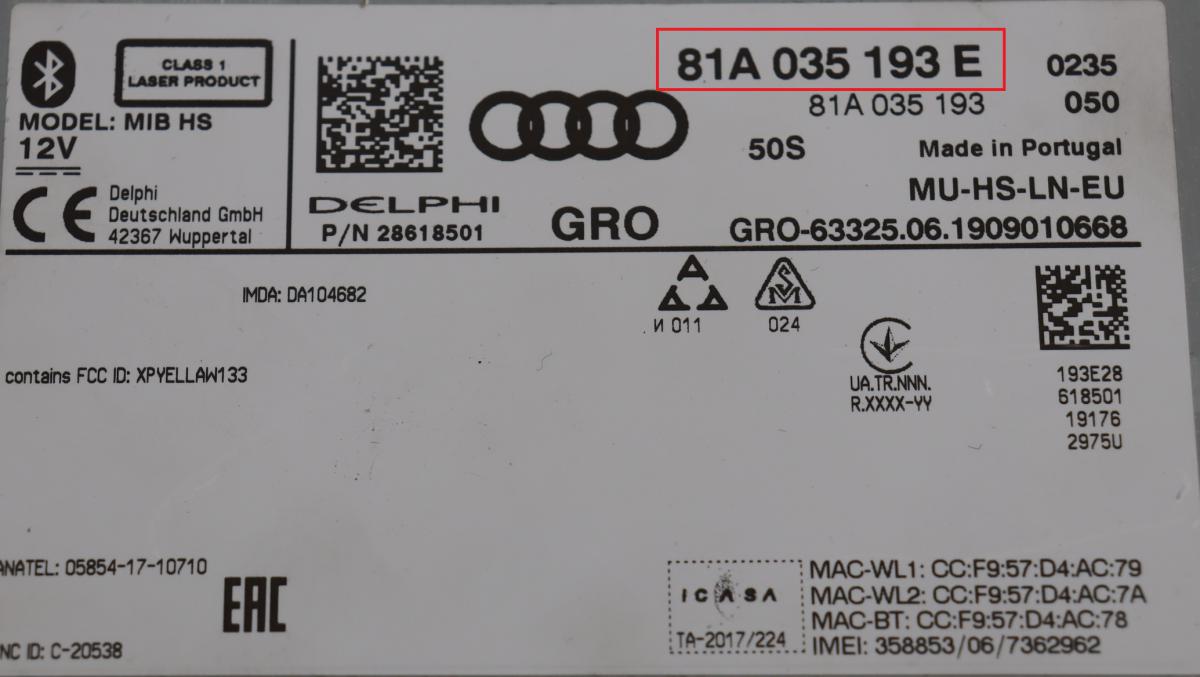 CLASS 1
LASER PRODUCT
MODEL: MIB HS
12V
Delphi
Deutschland GmbH
42367 Wuppertal
DELPHI
P/N 28618501
81A 035 193 E
0235
81A 035 193
050
50S
Made in Portugal
MU-HS-LN-EU
GRO
GRO-63325.06.1909010668
IMDA: DA104682
И 011
024
contains FCC ID: XPYELLAW133
UA.TR.NNN.
R.XXXX-YY
193E28
618501
19176
2975U
ANATEL: 05854-17-10710
EAC
NC ID: C-20538
ICASA
TA-2017/224
MAC-WL1: CC:F9:57:D4:AC:79
MAC-WL2: CC:F9:57:D4:AC:7A
MAC-BT: CC:F9:57:D4:AC:78
IMEI: 358853/06/7362962